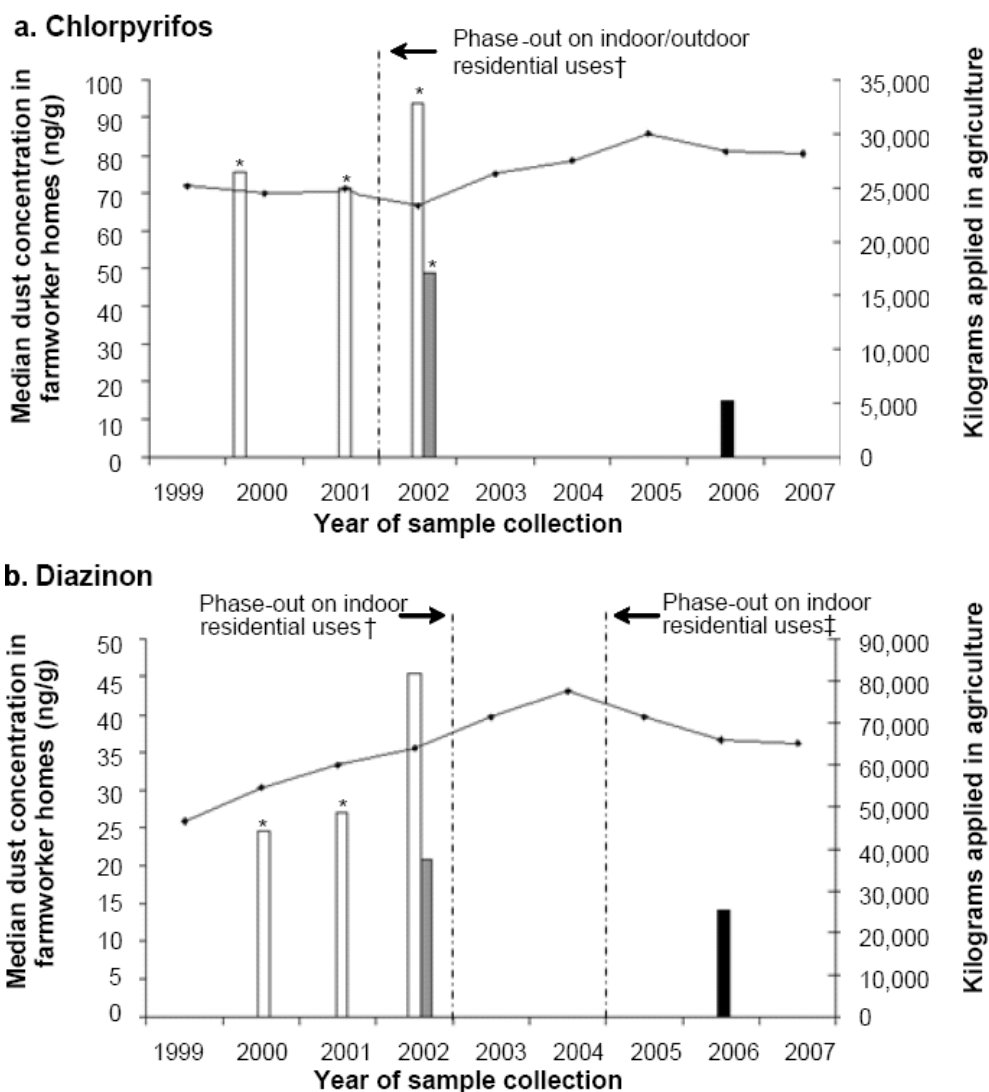 a. Chlorpyrifos
Phase-out on indoor/outdoor
residential uses†
Median dust concentration in
farmworker homes (ng/g)
100
90
80
70
60
50
40
30
20
10
0
*
*
*
*
35,000
30,000
25,000
20,000
15,000
10,000
5,000
0
Kilograms applied in agriculture
1999 2000 2001 2002 2003 2004 2005 2006 2007
Year of sample collection
b. Diazinon
Phase-out on indoor
residential uses†
Phase-out on indoor
residential uses‡
Median dust concentration in
farmworker homes (ng/g)
50
45
40
35
30
25
20
15
10
5
0
*
*
90,000
80,000
70,000
60,000
50,000
40,000
30,000
20,000
10,000
0
Kilograms applied in agriculture
1999 2000 2001 2002 2003 2004 2005 2006 2007
Year of sample collection